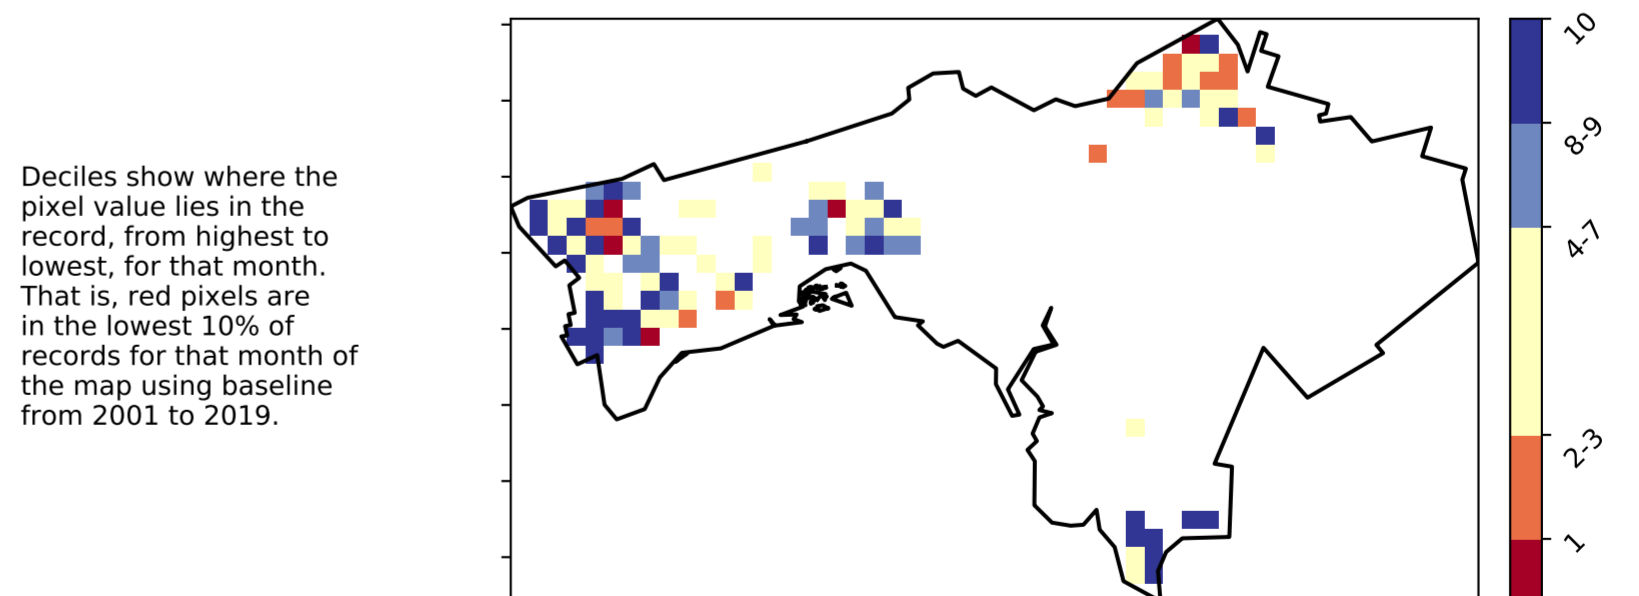 Deciles show where the
pixel value lies in the
record, from highest to
lowest, for that month.
That is, red pixels are
in the lowest 10% of
records for that month of
the map using baseline
from 2001 to 2019.
10
8-9
4-7
2-3
1